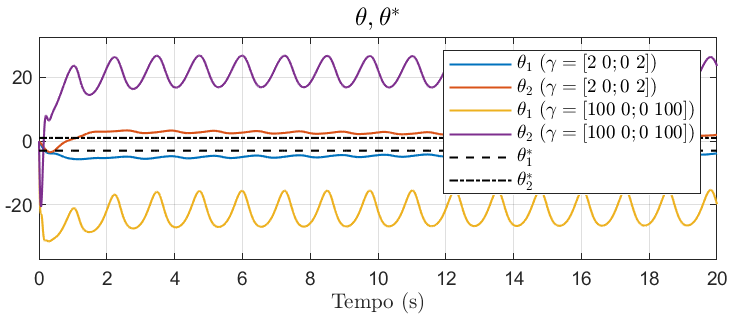 θ, θ*
20
0
-20
θ₁ (γ = [2 0; 0 2])
θ₂ (γ = [2 0; 0 2])
θ₁ (γ = [100 0; 0 100])
θ₂ (γ = [100 0; 0 100])
θ₁*
θ₂*
0 2 4 6 8 10 12 14 16 18 20
Tempo (s)